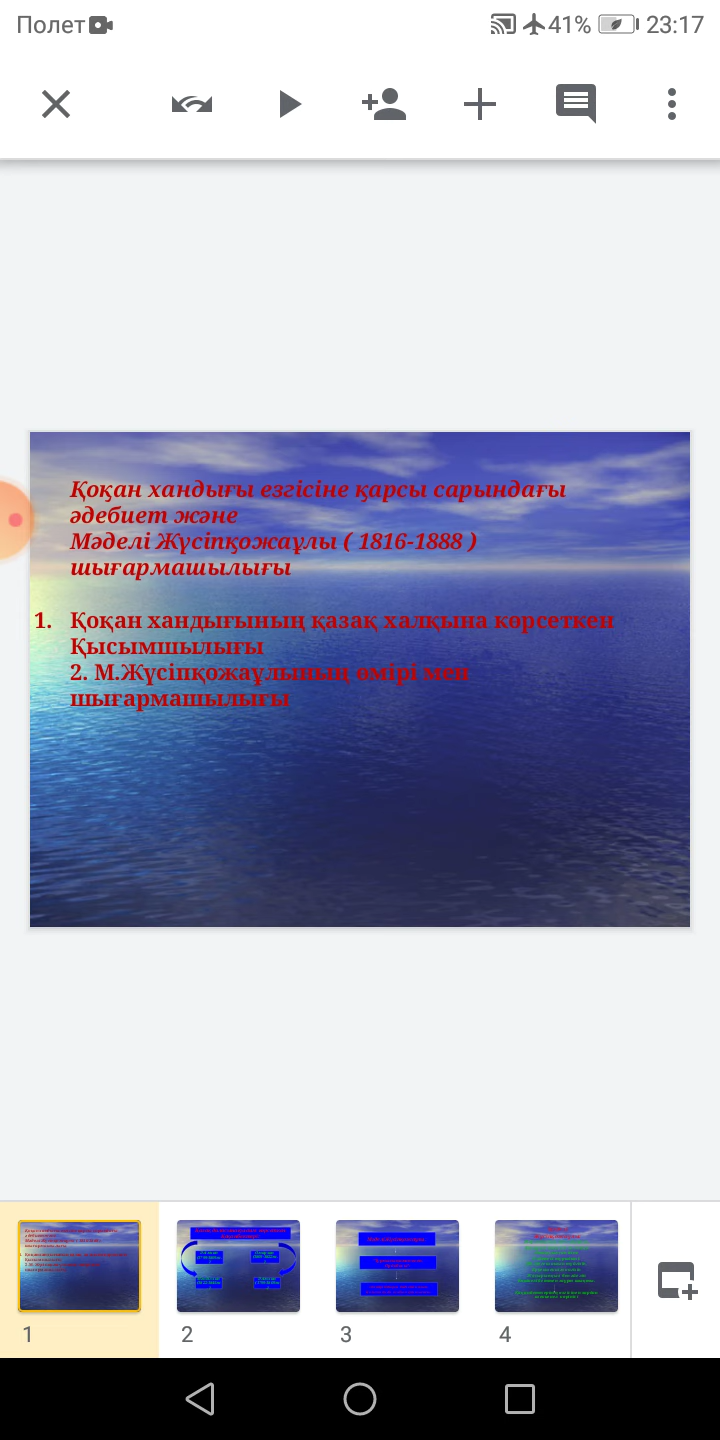 Полет
41%
23:17
Қоқан хандығы езгісіне қарсы сарындағы
әдебиет және
Мәделі Жүсіпқожаұлы ( 1816-1888 )
шығармашылығы
1. Қоқан хандығының қазақ халқына көрсеткен
Қысымшылығы
2. М.Жүсіпқожаұлының өмірі мен
шығармашылығы
1
2
3
4